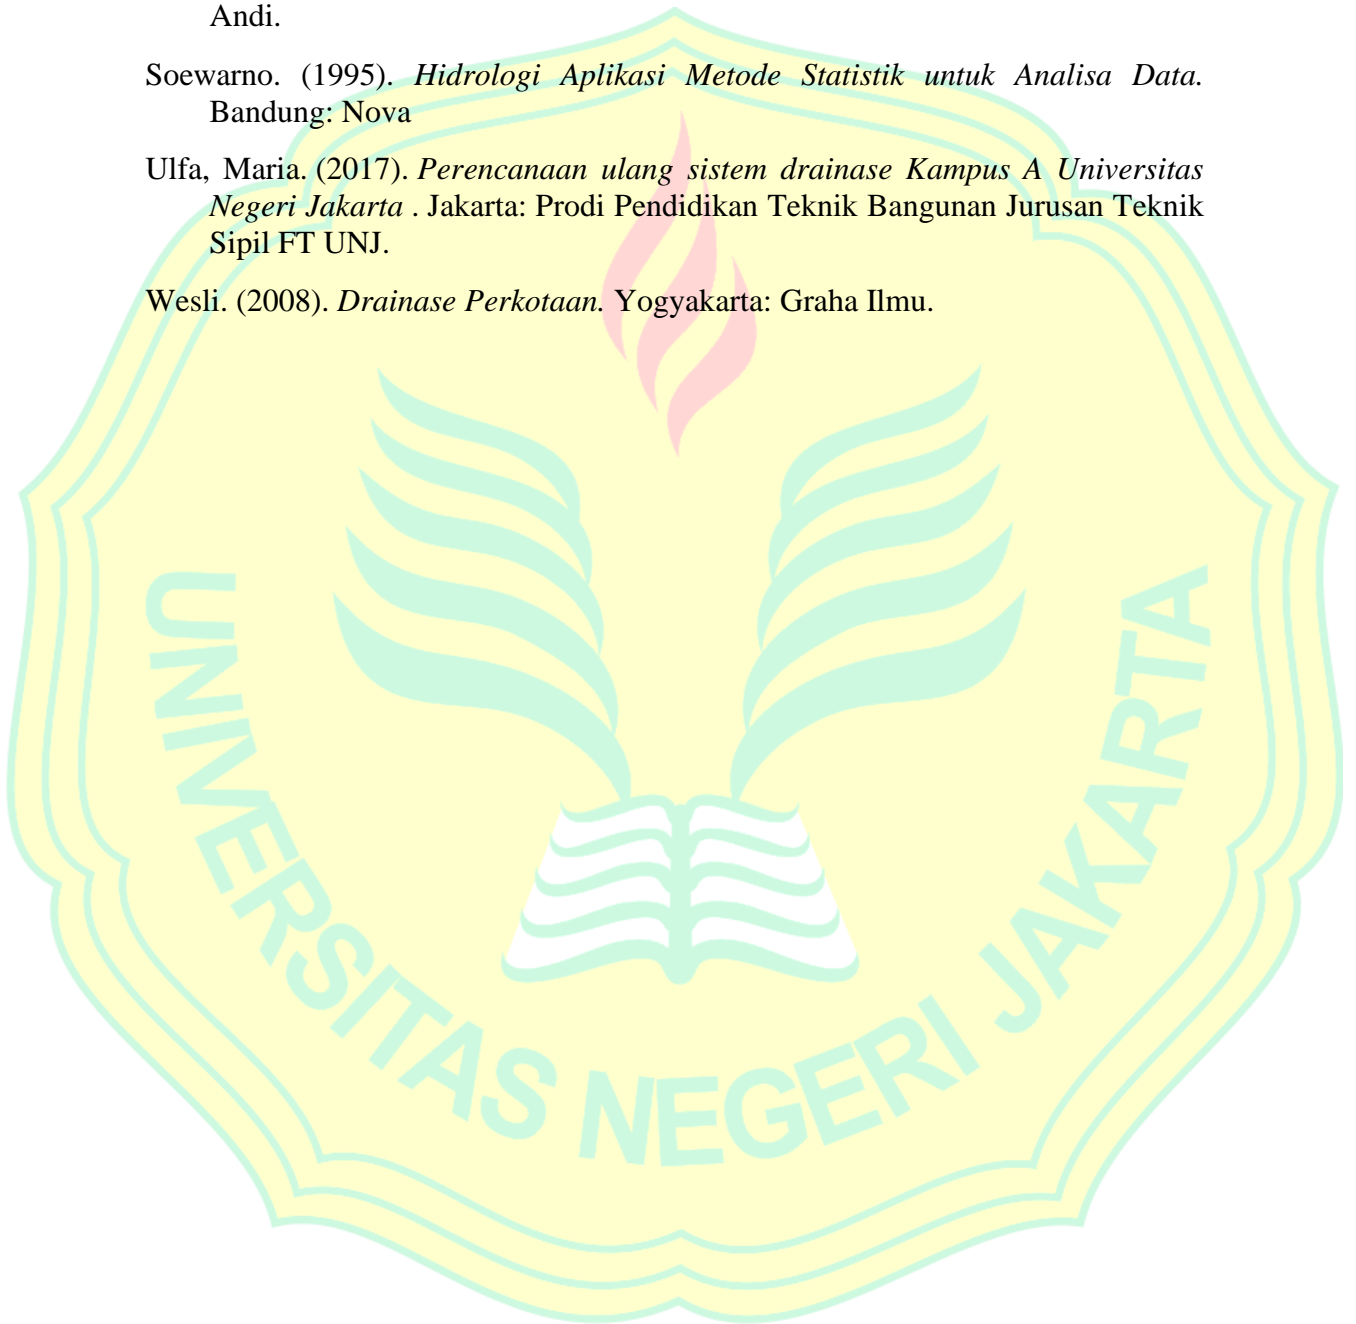 Andi.
Soewarno. (1995). Hidrologi Aplikasi Metode Statistik untuk Analisa Data.
Bandung: Nova
Ulfa, Maria. (2017). Perencanaan ulang sistem drainase Kampus A Universitas
Negeri Jakarta . Jakarta: Prodi Pendidikan Teknik Bangunan Jurusan Teknik
Sipil FT UNJ.
Wesli. (2008). Drainase Perkotaan. Yogyakarta: Graha Ilmu.
UNIVERSITAS NEGERI JAKARTA